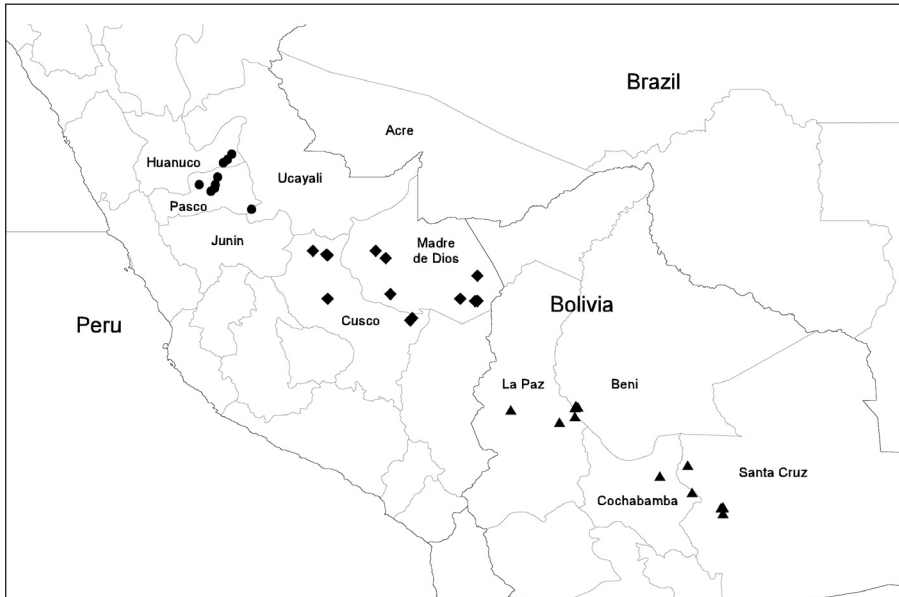 Brazil
Acre
Huanuco
Ucayali
Pasco
Junin
Madre
de Dios
Bolivia
Peru
Cusco
La Paz
Beni
Santa Cruz
Cochabamba